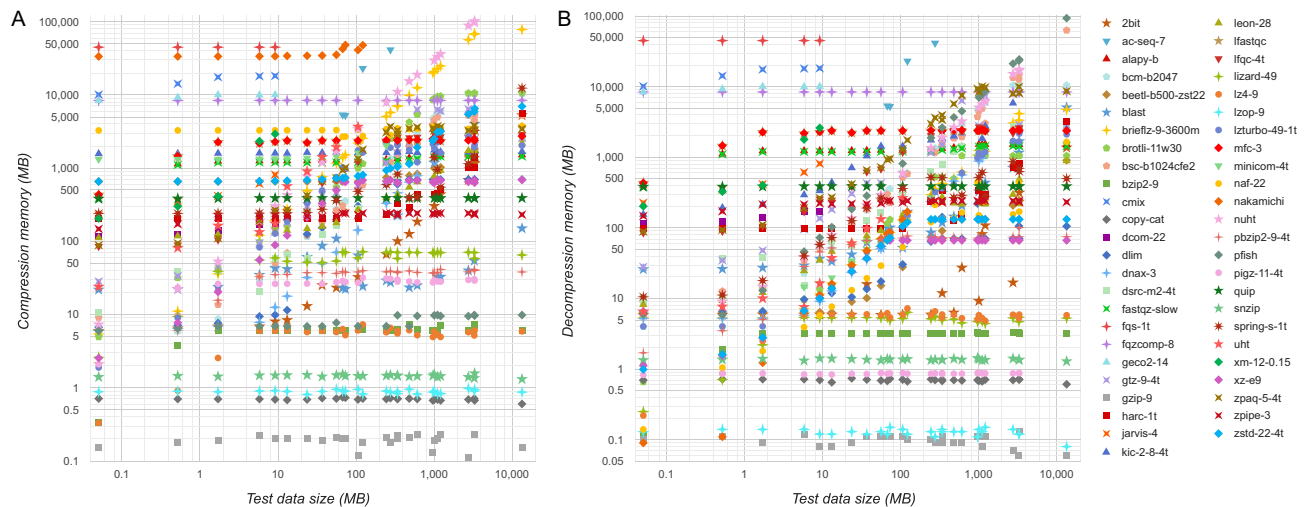 A
Compression memory (MB)
100,000
50,000
10,000
5,000
1,000
500
100
50
10
5
1
0.5
0.1
0.1
1
10
100
1,000
10,000
Test data size (MB)
B
Decompression memory (MB)
100,000
50,000
10,000
5,000
1,000
500
100
50
10
5
1
0.5
0.1
0.05
0.1
1
10
100
1,000
10,000
Test data size (MB)
2bit
ac-seq-7
alapy-b
bcm-b2047
beetl-b500-zst22
blast
brieflz-9-3600m
brotli-11w30
bsc-b1024cfe2
bzip2-9
cmix
copy-cat
dcom-22
dlim
dnax-3
dsrc-m2-4t
fastqz-slow
fqs-1t
fqzcomp-8
geco2-14
gtz-9-4t
gzip-9
harc-1t
jarvis-4
kic-2-8-4t
leon-28
lfastqc
lfqc-4t
lizard-49
lz4-9
lzop-9
lzturbo-49-1t
mfc-3
minicom-4t
naf-22
nakamichi
nuht
pbzip2-9-4t
pfish
pigz-11-4t
quip
snzip
spring-s-1t
uht
xm-12-0.15
xz-e9
zpaq-5-4t
zpipe-3
zstd-22-4t